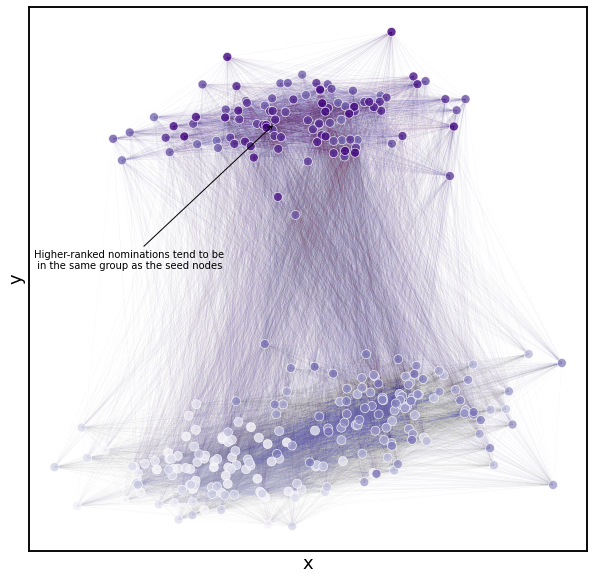 Higher-ranked nominations tend to be
in the same group as the seed nodes
y
x